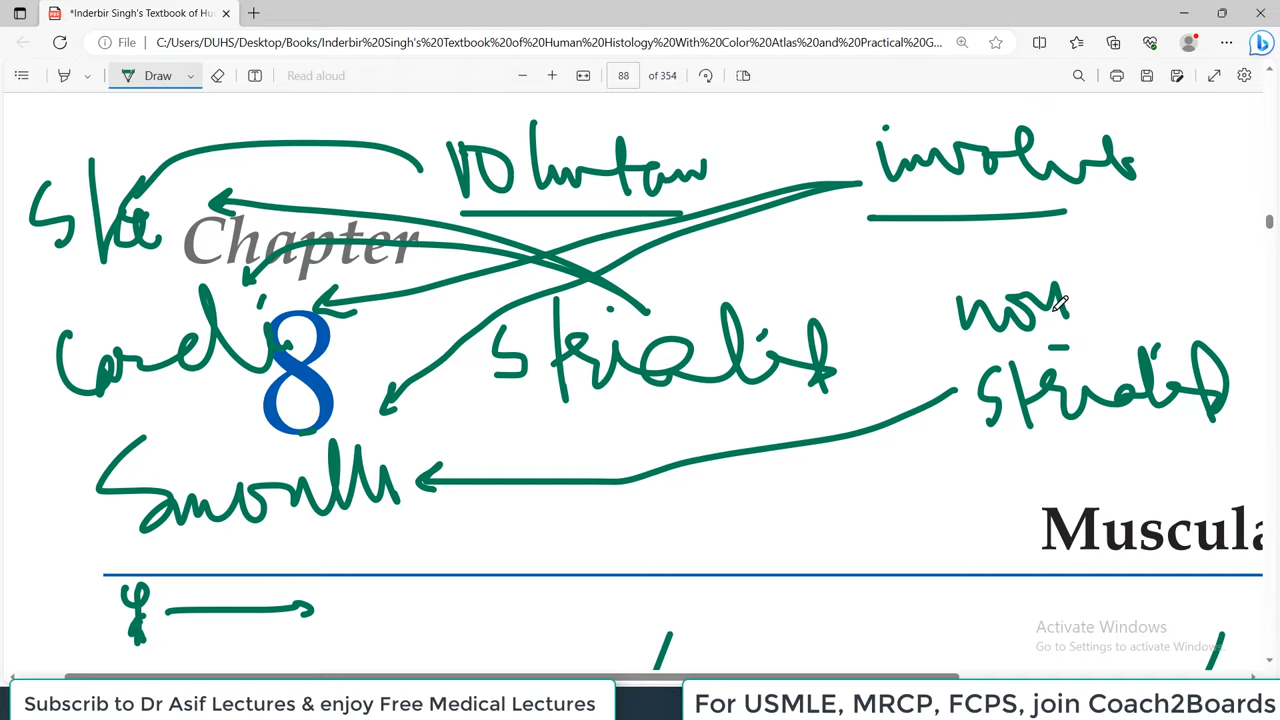 *Inderbir Singh's Textbook of Hu
File
C:/Users/DUHS/Desktop/Books/Inderbir%20Singh's%20Textbook%20of%20Human%20Histology%20With%20Color%20Atlas%20and%20Practical%20G...
Draw
Read aloud
88
of 354
voluntar
involut
Ske
Chapter
non
Cardi
8
striated
striated
Smooth
Muscula
Activate Windows
Go to Settings to activate Windows.
Subscrib to Dr Asif Lectures & enjoy Free Medical Lectures
For USMLE, MRCP, FCPS, join Coach2Boards